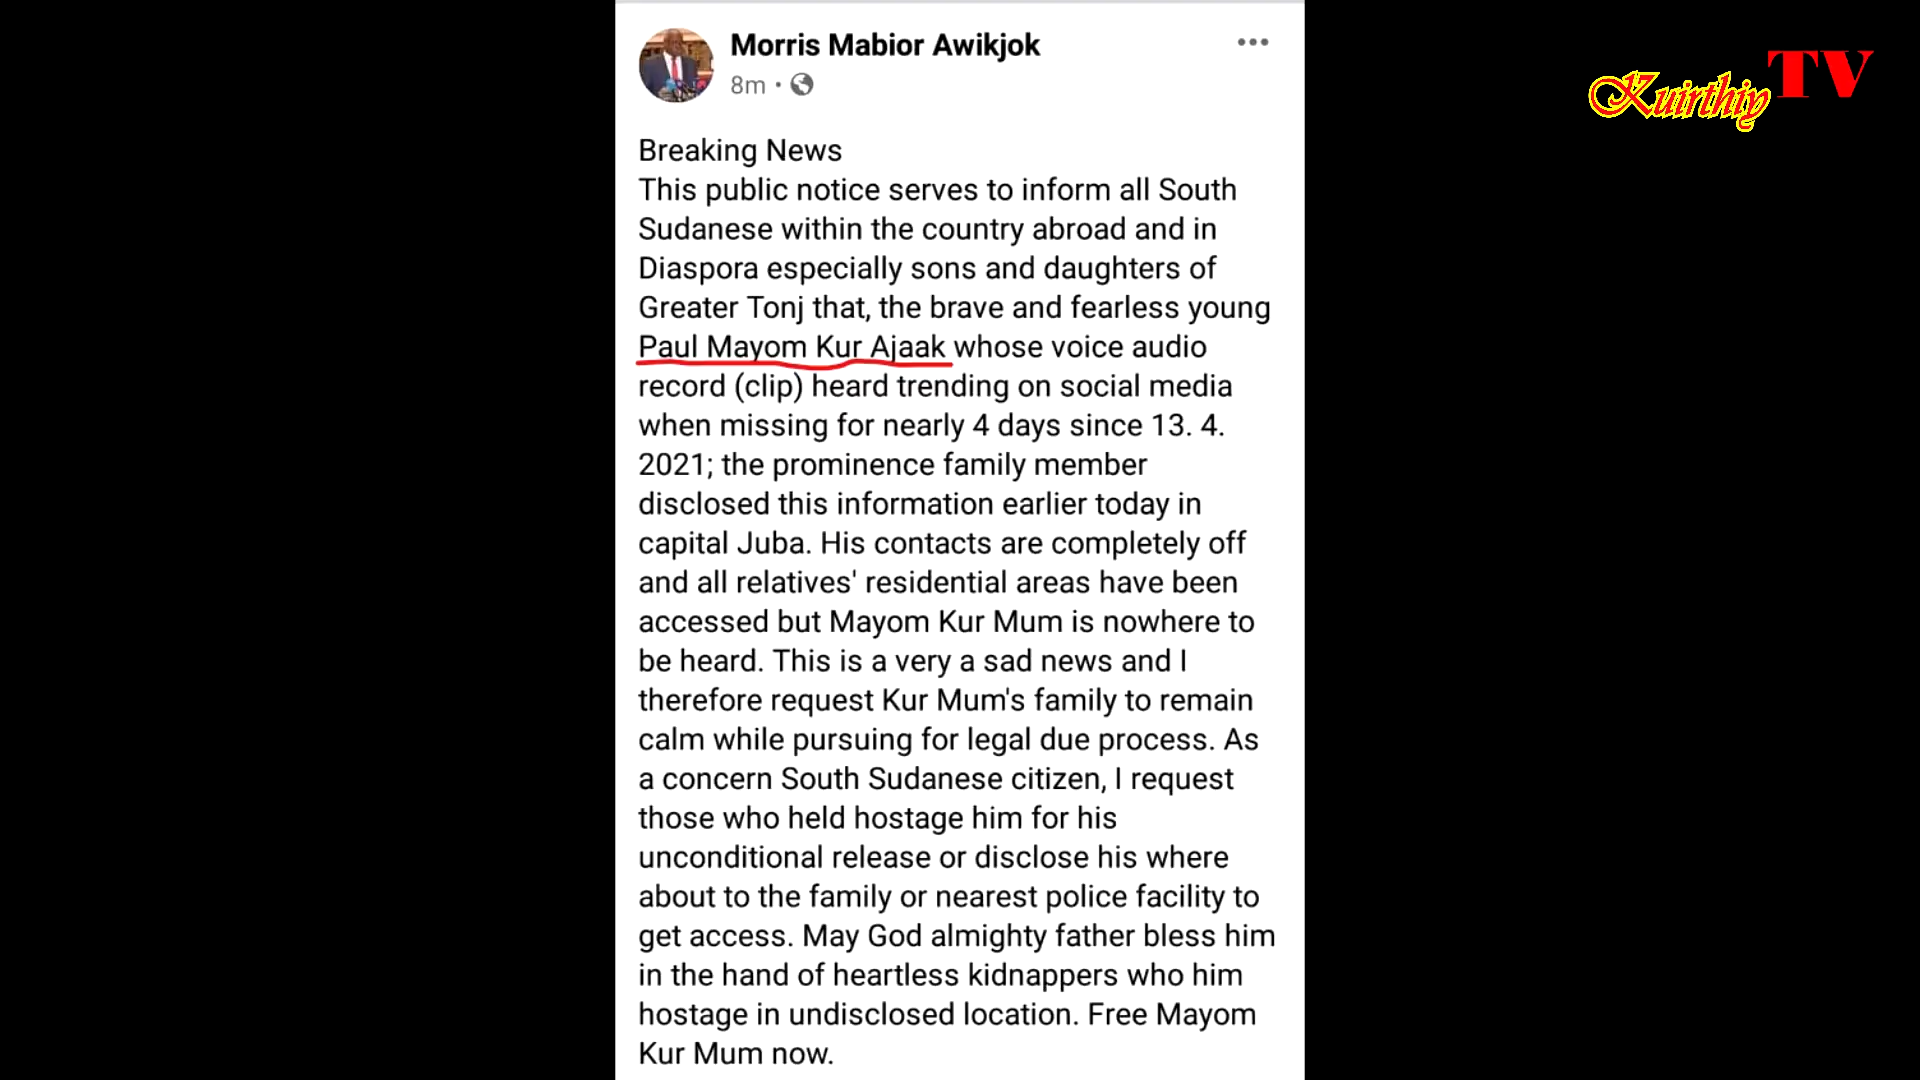 Morris Mabior Awikjok
8m
Kuirthiy TV
Breaking News
This public notice serves to inform all South
Sudanese within the country abroad and in
Diaspora especially sons and daughters of
Greater Tonj that, the brave and fearless young
Paul Mayom Kur Ajaak whose voice audio
record (clip) heard trending on social media
when missing for nearly 4 days since 13. 4.
2021; the prominence family member
disclosed this information earlier today in
capital Juba. His contacts are completely off
and all relatives' residential areas have been
accessed but Mayom Kur Mum is nowhere to
be heard. This is a very a sad news and I
therefore request Kur Mum's family to remain
calm while pursuing for legal due process. As
a concern South Sudanese citizen, I request
those who held hostage him for his
unconditional release or disclose his where
about to the family or nearest police facility to
get access. May God almighty father bless him
in the hand of heartless kidnappers who him
hostage in undisclosed location. Free Mayom
Kur Mum now.